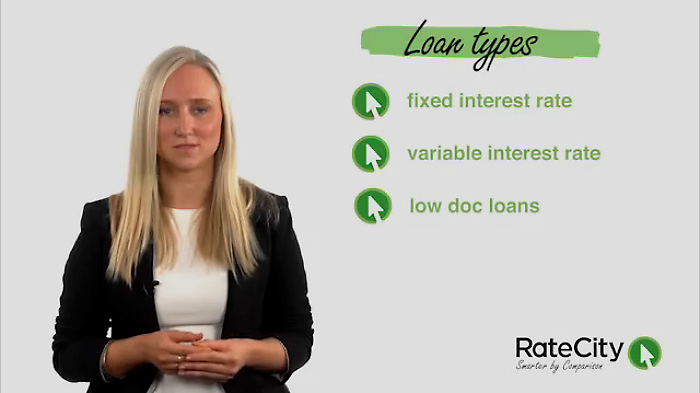 Loan types
fixed interest rate
variable interest rate
low doc loans
RateCity
Smarter by Comparison